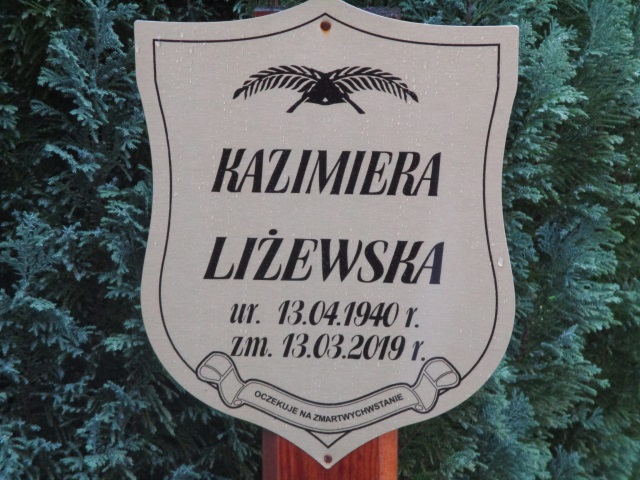 KAZIMIERA
LIŻEWSKA
ur. 13.04.1940 r.
zm. 13.03.2019 r.
OCZEKUJE NA ZMARTWYCHWSTANIE